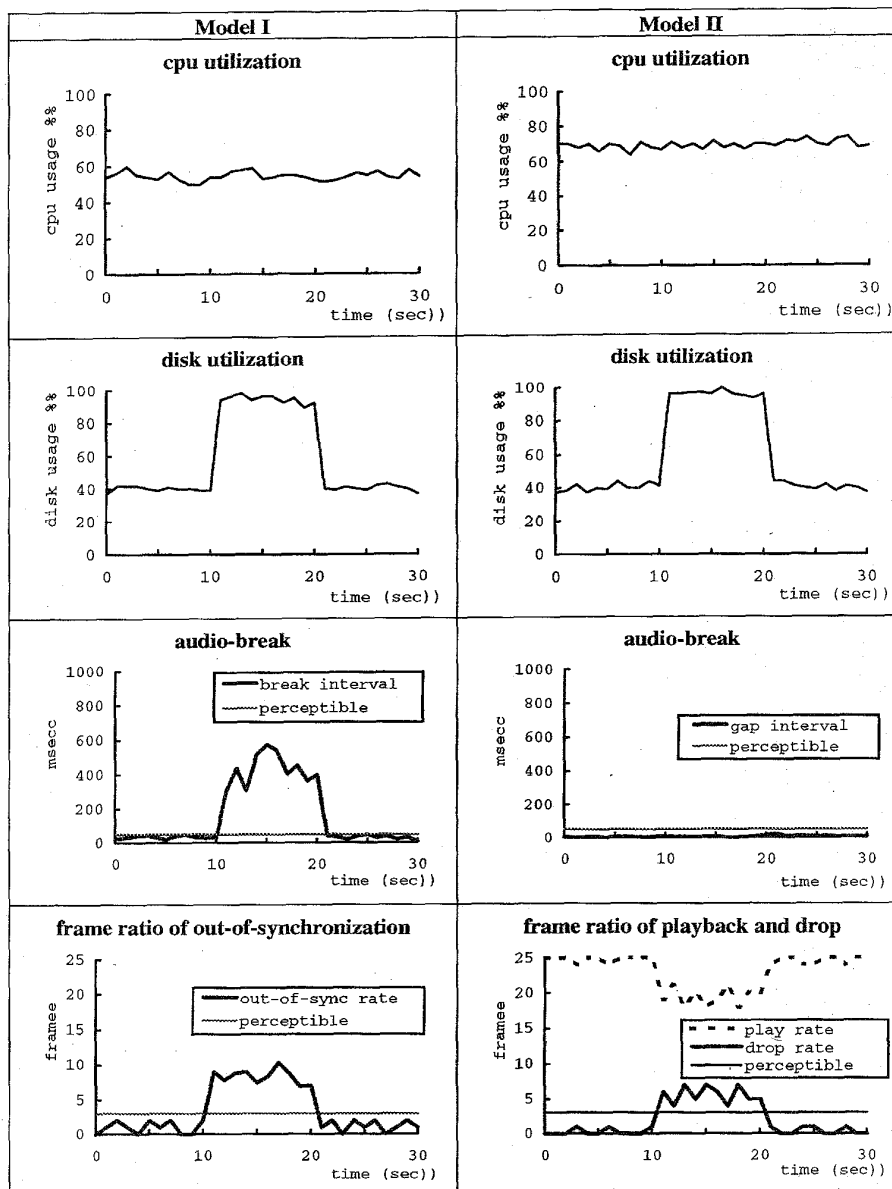 Model I
Model II
cpu utilization
cpu usage %%
100
80
60
40
20
0
0 10 20 30
time (sec))
cpu utilization
cpu usage %%
100
80
60
40
20
0
0 10 20 30
time (sec))
disk utilization
disk usage %%
100
80
60
40
20
0
0 10 20 30
time (sec))
disk utilization
disk usage %%
100
80
60
40
20
0
0 10 20 30
time (sec))
audio-break
msecc
1000
800
600
400
200
0
break interval
perceptible
0 10 20 30
time (sec))
audio-break
msecc
1000
800
600
400
200
0
gap interval
perceptible
0 10 20 30
time (sec))
frame ratio of out-of-synchronization
framee
25
20
15
10
5
0
out-of-sync rate
perceptible
0 10 20 30
time (sec))
frame ratio of playback and drop
framee
25
20
15
10
5
0
play rate
drop rate
perceptible
0 10 20 30
time (sec))